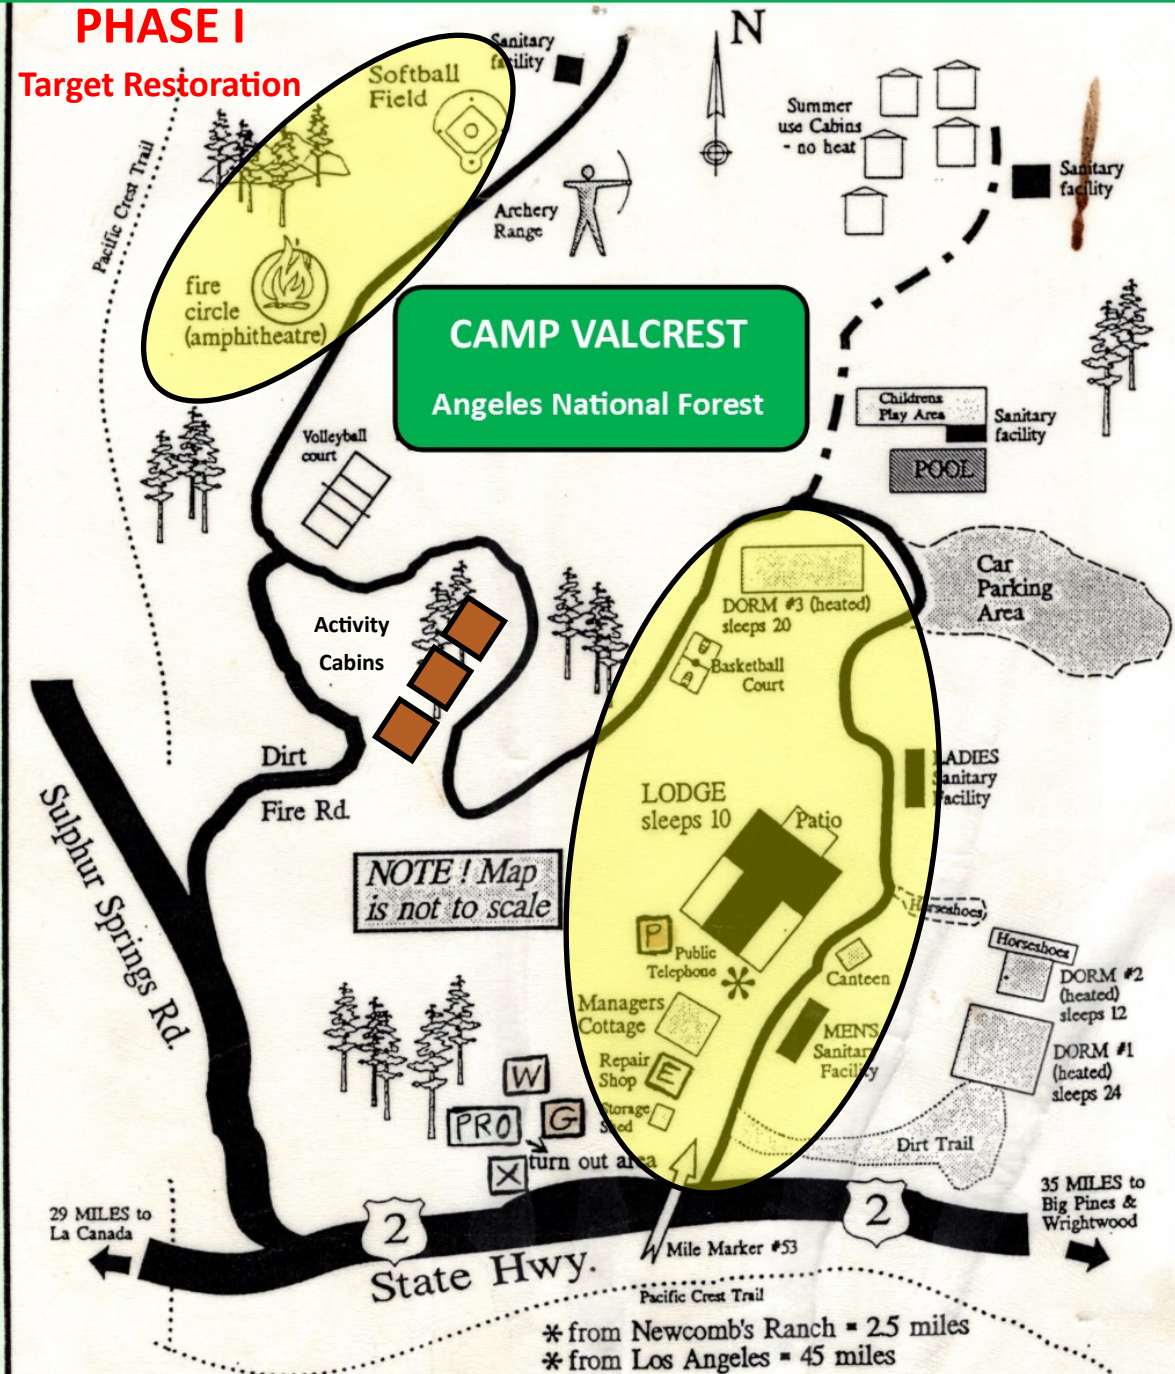 PHASE I
Target Restoration
Sanitary
facility
N
Softball
Field
Summer
use Cabins
- no heat
Sanitary
facility
Pacific Crest Trail
Archery
Range
fire
circle
(amphitheatre)
CAMP VALCREST
Angeles National Forest
Childrens
Play Area
Sanitary
facility
POOL
Volleyball
court
Car
Parking
Area
DORM #3 (heated)
sleeps 20
Activity
Cabins
Basketball
Court
Dirt
Fire Rd.
LADIES
Sanitary
Facility
LODGE
sleeps 10
Patio
Sulphur Springs Rd.
NOTE ! Map
is not to scale
Horseshoes
P
Public
Telephone
Canteen
Horseshoes
DORM #2
(heated)
sleeps 12
Managers
Cottage
MEN'S
Sanitary
Facility
DORM #1
(heated)
sleeps 24
Repair
Shop
E
W
PRO
G
Storage
Shed
X
turn out area
Dirt Trail
29 MILES to
La Canada
2
2
35 MILES to
Big Pines &
Wrightwood
State Hwy.
Mile Marker #53
Pacific Crest Trail
* from Newcomb's Ranch = 2.5 miles
* from Los Angeles = 45 miles